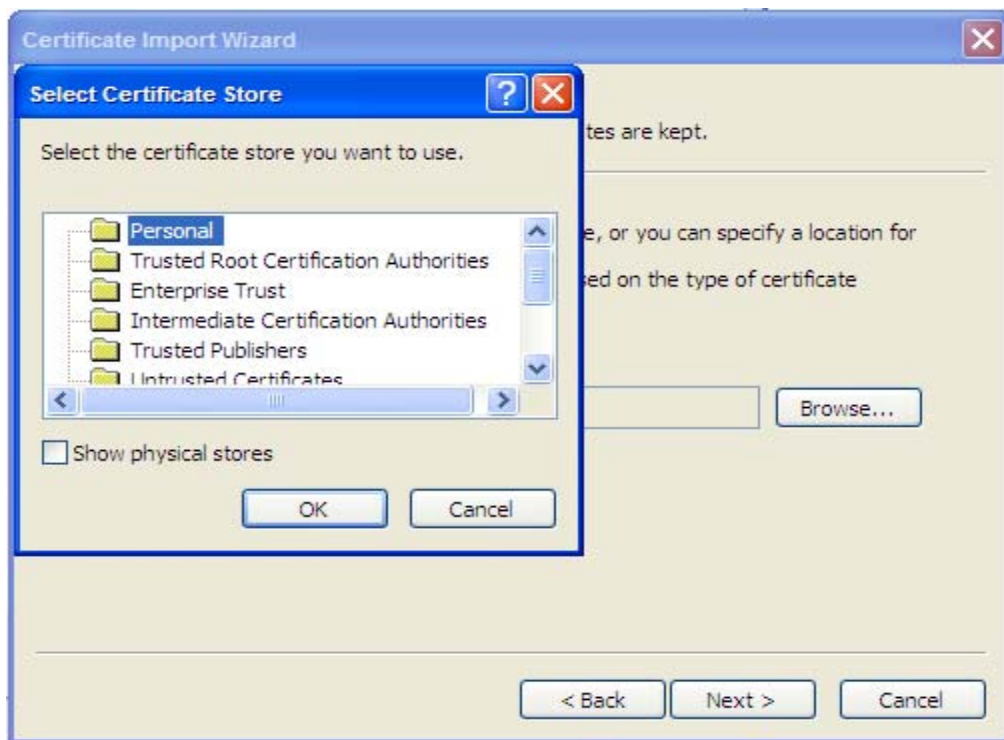 Certificate Import Wizard
Select Certificate Store
tes are kept.
Select the certificate store you want to use.
Personal
e, or you can specify a location for
Trusted Root Certification Authorities
sed on the type of certificate
Enterprise Trust
Intermediate Certification Authorities
Trusted Publishers
Untrusted Certificates
Browse...
Show physical stores
OK
Cancel
< Back
Next >
Cancel